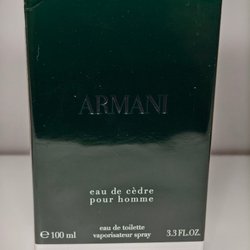 ARMANI
eau de cèdre
pour homme
eau de toilette
℮ 100 ml vaporisateur spray 3.3 FL.OZ.